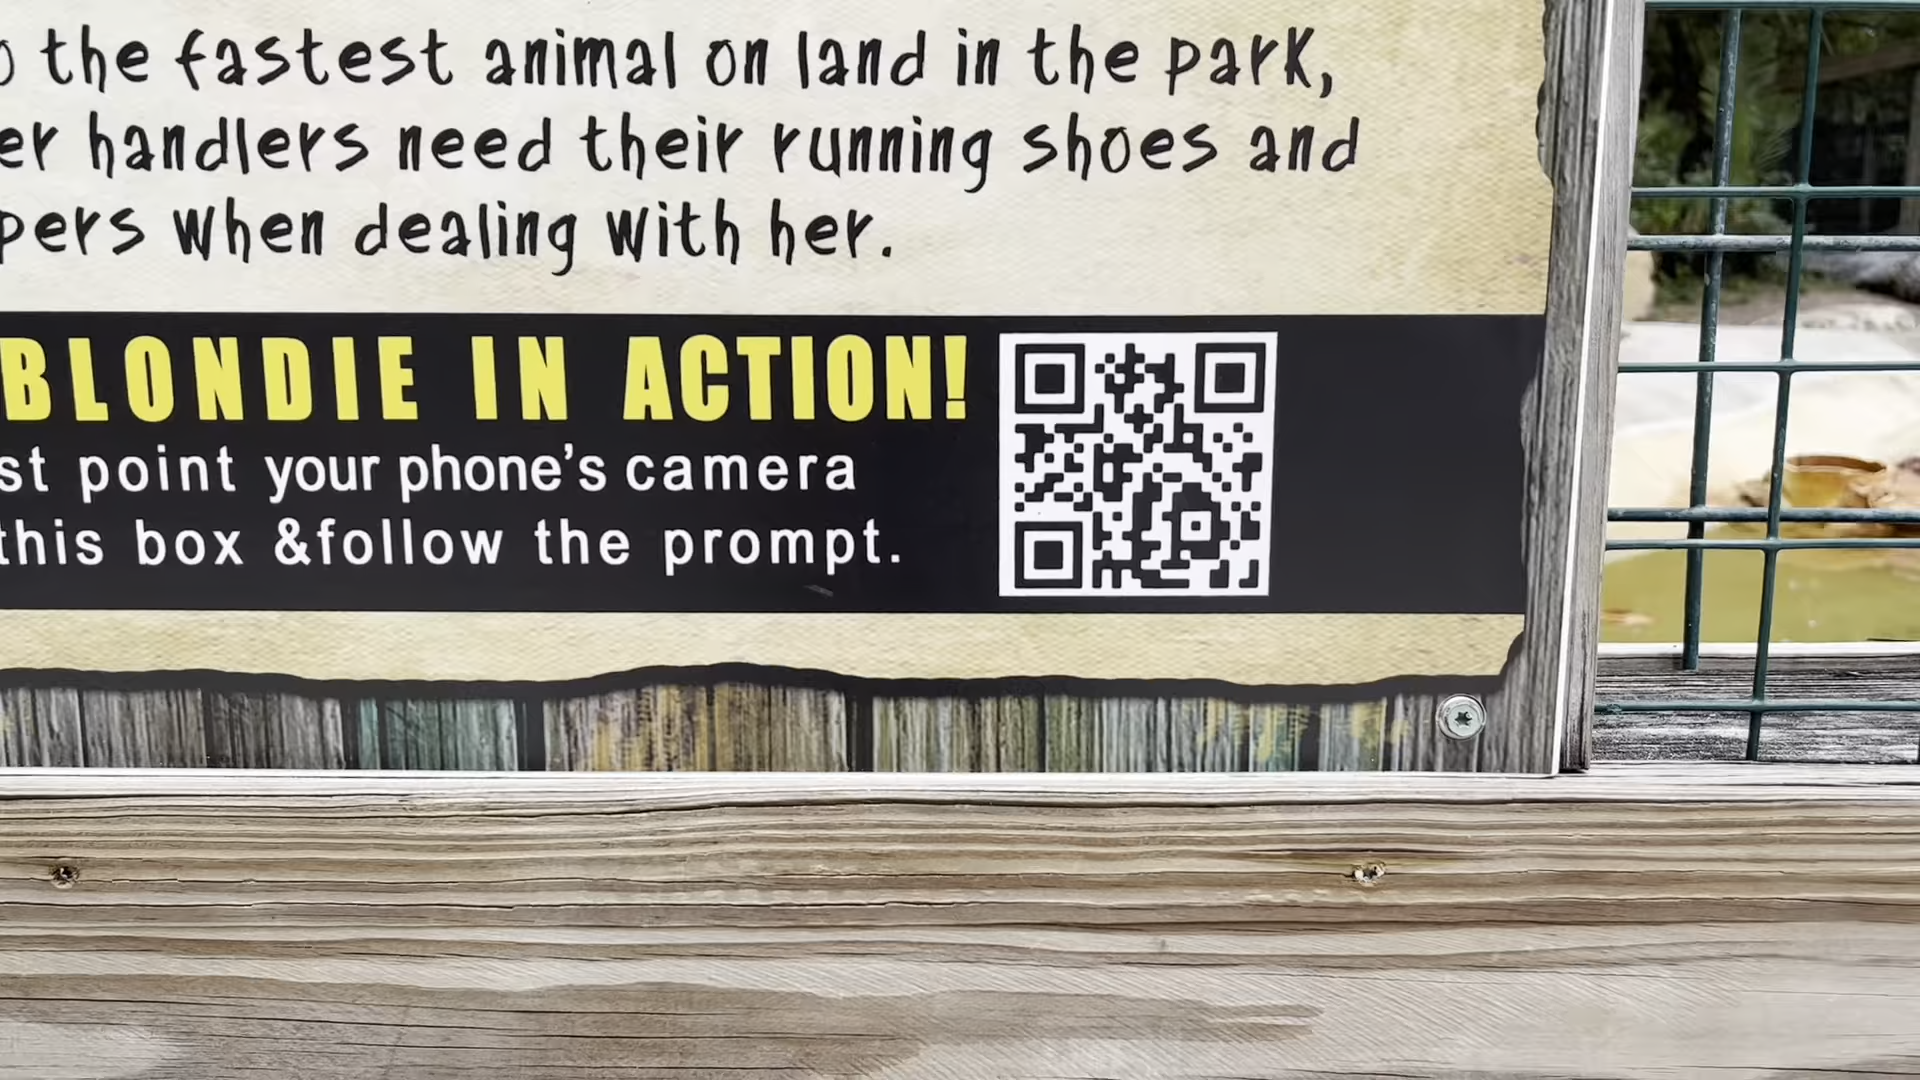 the fastest animal on land in the park,
er handlers need their running shoes and
pers when dealing with her.
BLONDIE IN ACTION!
st point your phone's camera
this box &follow the prompt.